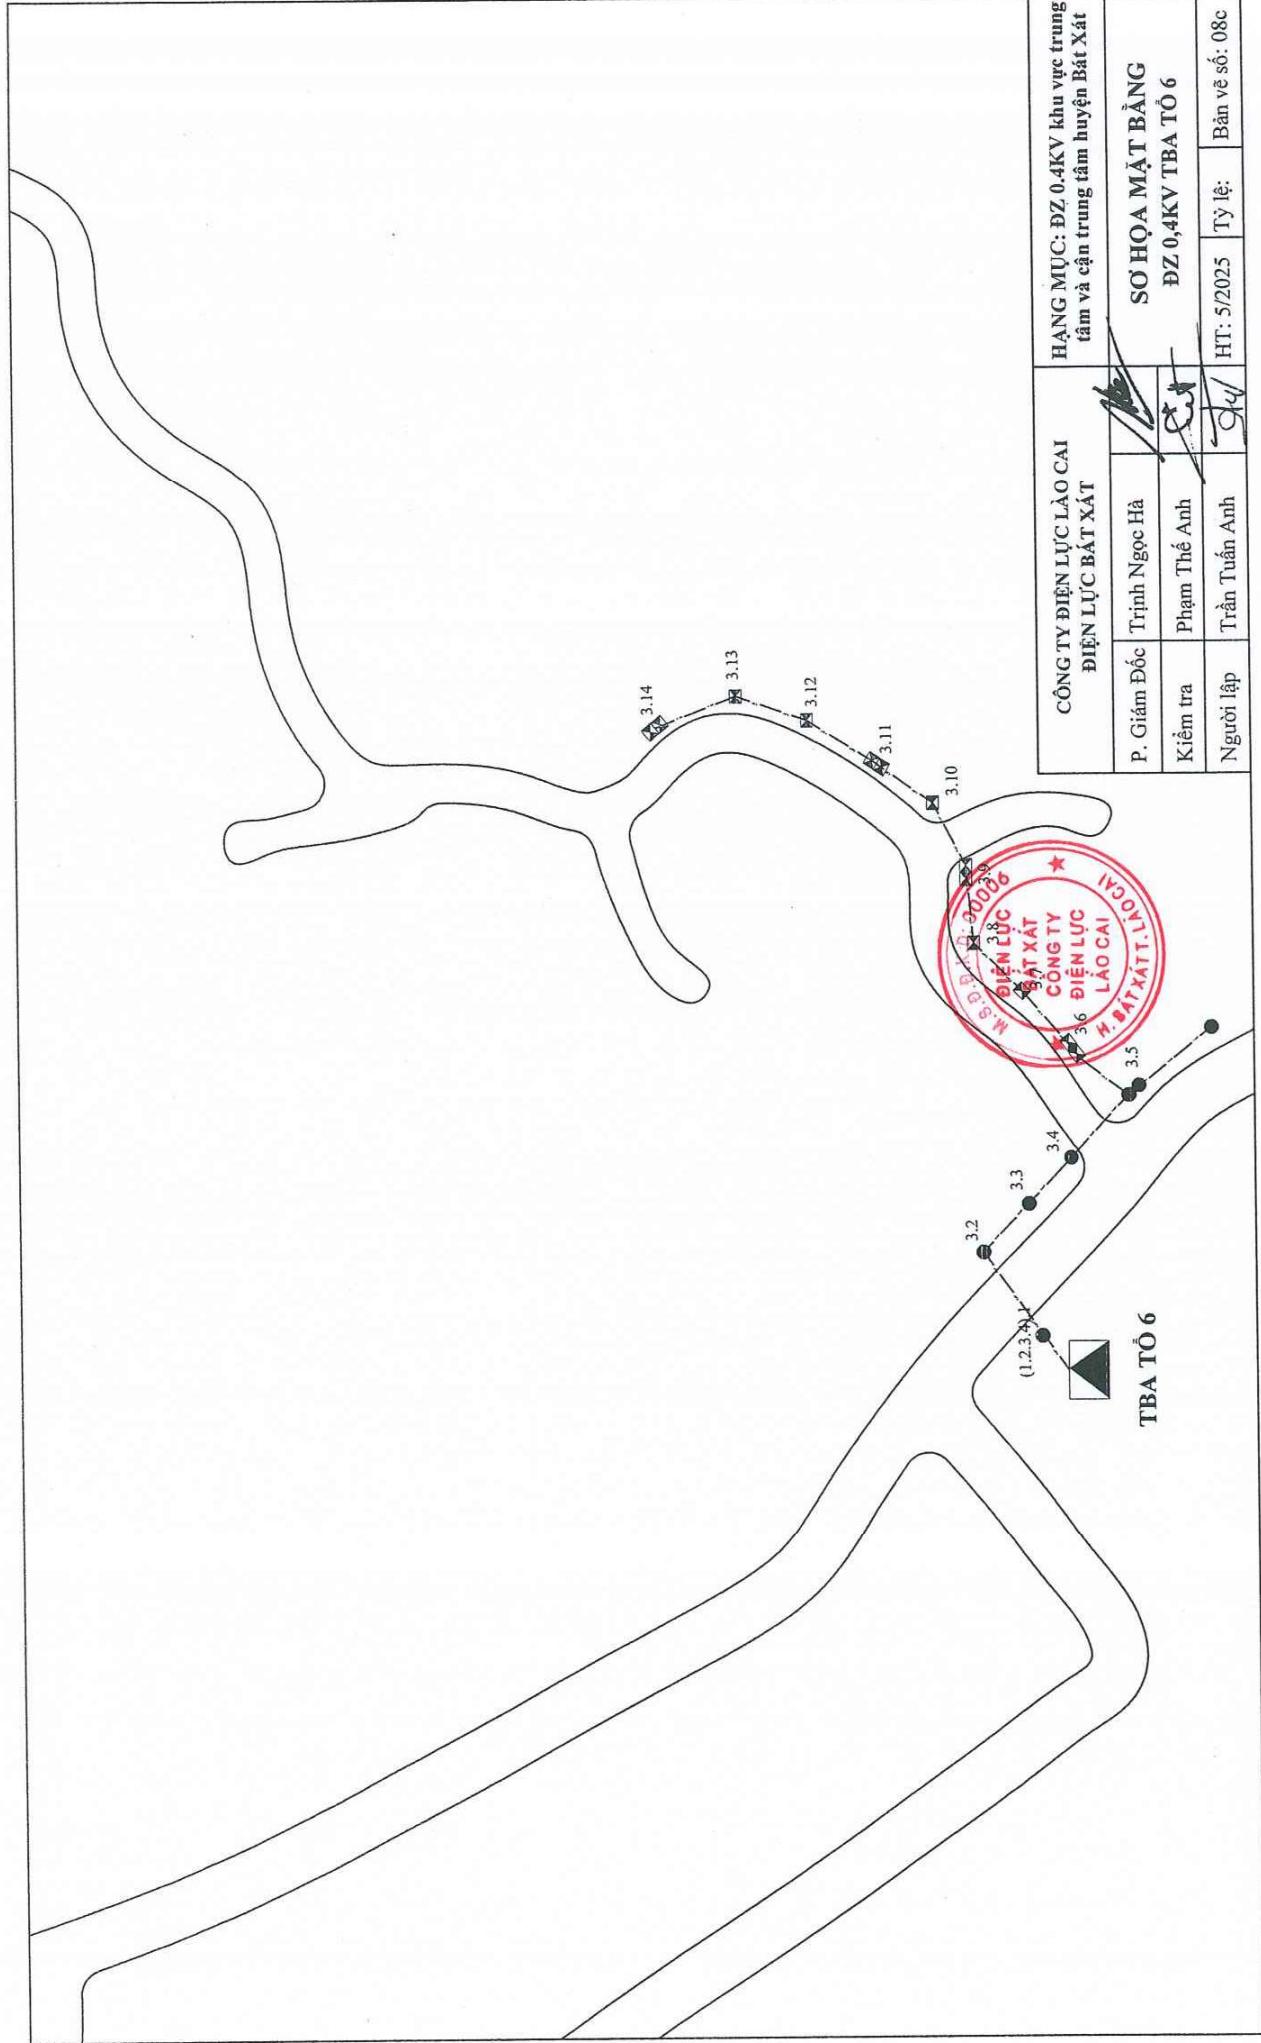 3.14
3.13
3.12
3.11
3.10
3.9
3.8
3.7
3.6
3.5
3.4
3.3
3.2
(1.2.3.4).1
TBA TỔ 6
M.S.D.Đ.K.D: 00006
ĐIỆN LỰC
BÁT XÁT
CÔNG TY
ĐIỆN LỰC
LÀO CAI
H. BÁT XÁT T. LÀO CAI
CÔNG TY ĐIỆN LỰC LÀO CAI
ĐIỆN LỰC BÁT XÁT
HẠNG MỤC: ĐZ 0.4KV khu vực trung
tâm và cận trung tâm huyện Bát Xát
P. Giám Đốc Trịnh Ngọc Hà
Kiểm tra Phạm Thế Anh
Người lập Trần Tuấn Anh
SƠ HỌA MẶT BẰNG
ĐZ 0,4KV TBA TỔ 6
HT: 5/2025 Tỷ lệ: Bản vẽ số: 08c